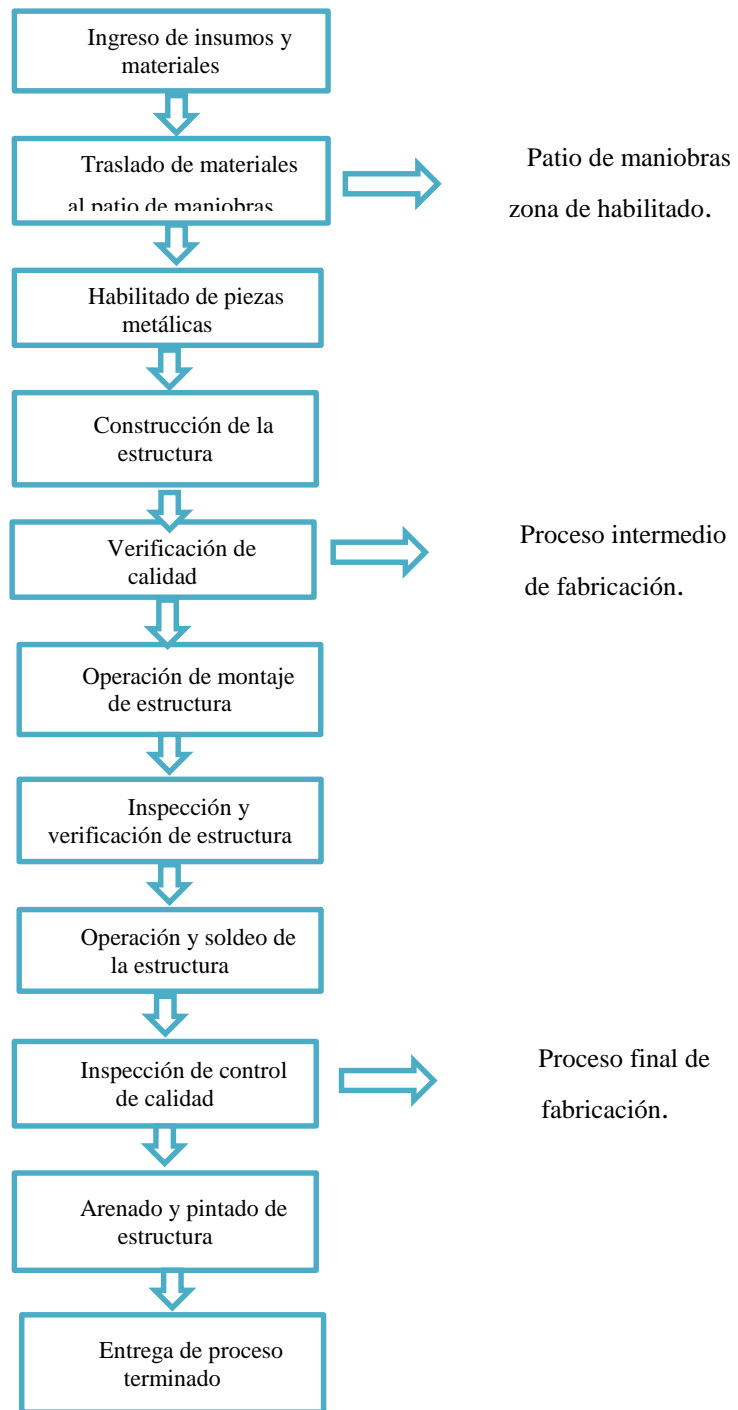 Ingreso de insumos y
materiales
Traslado de materiales
al patio de maniobras
Patio de maniobras
zona de habilitado.
Habilitado de piezas
metálicas
Construcción de la
estructura
Verificación de
calidad
Proceso intermedio
de fabricación.
Operación de montaje
de estructura
Inspección y
verificación de estructura
Operación y soldeo de
la estructura
Inspección de control
de calidad
Proceso final de
fabricación.
Arenado y pintado de
estructura
Entrega de proceso
terminado